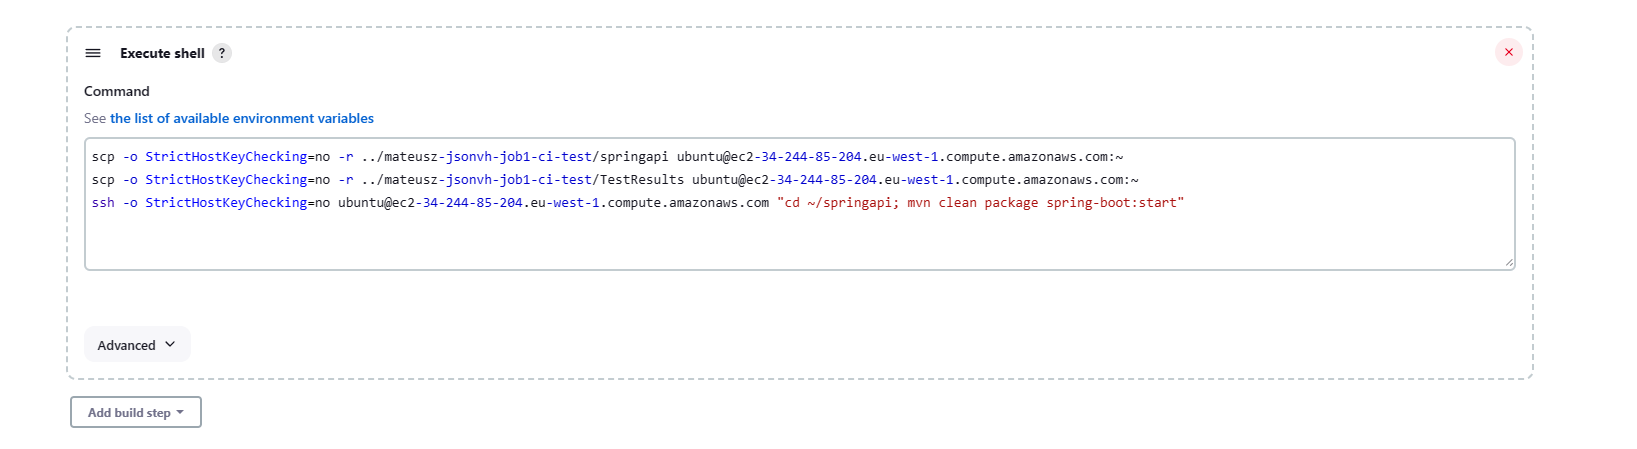 Execute shell ?
Command
See the list of available environment variables
scp -o StrictHostKeyChecking=no -r ../mateusz-jsonvh-job1-ci-test/springapi ubuntu@ec2-34-244-85-204.eu-west-1.compute.amazonaws.com:~
scp -o StrictHostKeyChecking=no -r ../mateusz-jsonvh-job1-ci-test/TestResults ubuntu@ec2-34-244-85-204.eu-west-1.compute.amazonaws.com:~
ssh -o StrictHostKeyChecking=no ubuntu@ec2-34-244-85-204.eu-west-1.compute.amazonaws.com "cd ~/springapi; mvn clean package spring-boot:start"
Advanced
Add build step